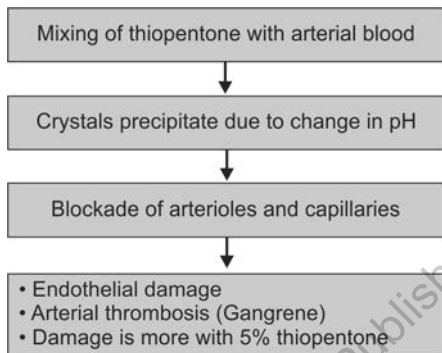 Mixing of thiopentone with arterial blood
Crystals precipitate due to change in pH
Blockade of arterioles and capillaries
• Endothelial damage
• Arterial thrombosis (Gangrene)
• Damage is more with 5% thiopentone